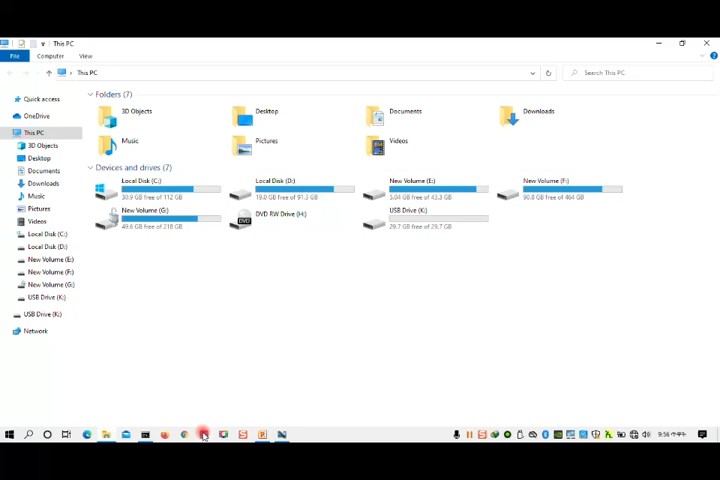 This PC
File
Computer
View
This PC
Search This PC
Quick access
OneDrive
This PC
3D Objects
Desktop
Documents
Downloads
Music
Pictures
Videos
Local Disk (C:)
Local Disk (D:)
New Volume (E:)
New Volume (F:)
New Volume (G:)
USB Drive (K:)
USB Drive (K:)
Network
Folders (7)
3D Objects
Desktop
Documents
Downloads
Music
Pictures
Videos
Devices and drives (7)
Local Disk (C:)
30.9 GB free of 112 GB
Local Disk (D:)
19.0 GB free of 91.3 GB
New Volume (E:)
5.04 GB free of 43.3 GB
New Volume (F:)
90.8 GB free of 464 GB
New Volume (G:)
49.6 GB free of 218 GB
DVD RW Drive (H:)
DVD
USB Drive (K:)
29.7 GB free of 29.7 GB
9:56